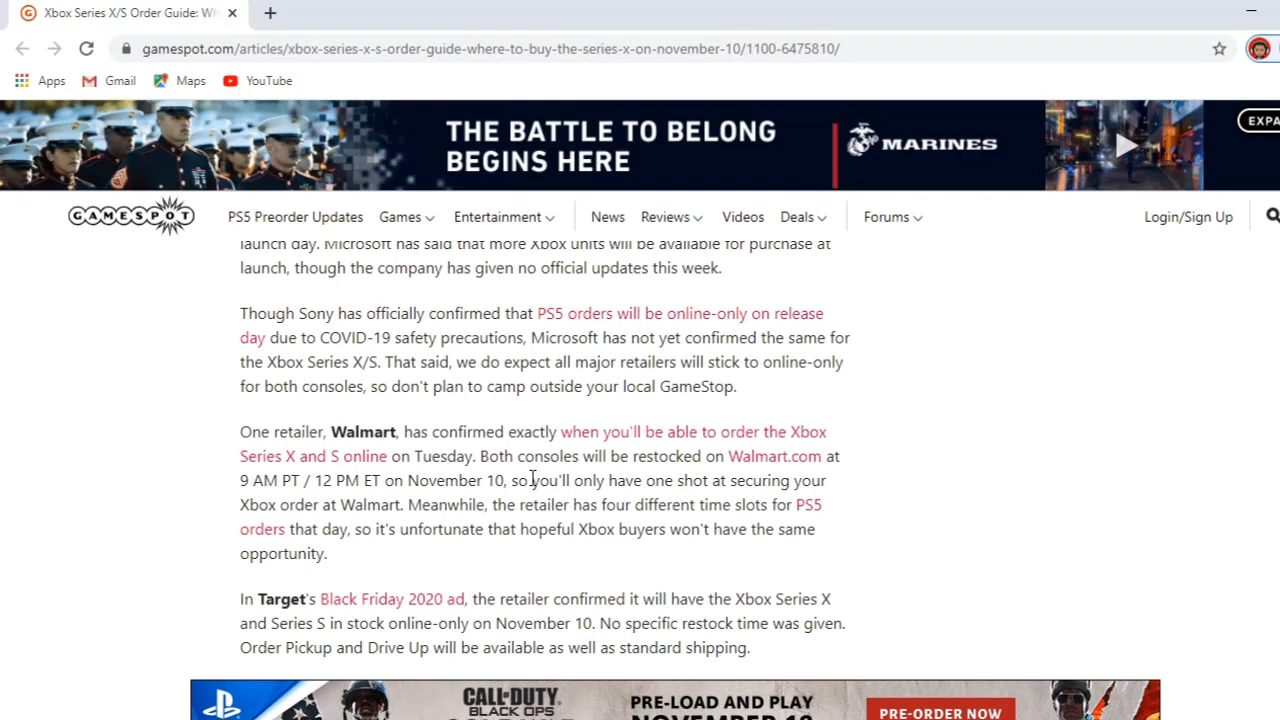 Xbox Series X/S Order Guide: Wh
gamespot.com/articles/xbox-series-x-s-order-guide-where-to-buy-the-series-x-on-november-10/1100-6475810/
Apps Gmail Maps YouTube
THE BATTLE TO BELONG
BEGINS HERE
MARINES
EXPA
GAMESPOT PS5 Preorder Updates Games Entertainment News Reviews Videos Deals Forums Login/Sign Up
launch day. Microsoft has said that more Xbox units will be available for purchase at
launch, though the company has given no official updates this week.
Though Sony has officially confirmed that PS5 orders will be online-only on release
day due to COVID-19 safety precautions, Microsoft has not yet confirmed the same for
the Xbox Series X/S. That said, we do expect all major retailers will stick to online-only
for both consoles, so don't plan to camp outside your local GameStop.
One retailer, Walmart, has confirmed exactly when you'll be able to order the Xbox
Series X and S online on Tuesday. Both consoles will be restocked on Walmart.com at
9 AM PT / 12 PM ET on November 10, so you'll only have one shot at securing your
Xbox order at Walmart. Meanwhile, the retailer has four different time slots for PS5
orders that day, so it's unfortunate that hopeful Xbox buyers won't have the same
opportunity.
In Target's Black Friday 2020 ad, the retailer confirmed it will have the Xbox Series X
and Series S in stock online-only on November 10. No specific restock time was given.
Order Pickup and Drive Up will be available as well as standard shipping.
CALL OF DUTY
BLACK OPS
PRE-LOAD AND PLAY
PRE-ORDER NOW